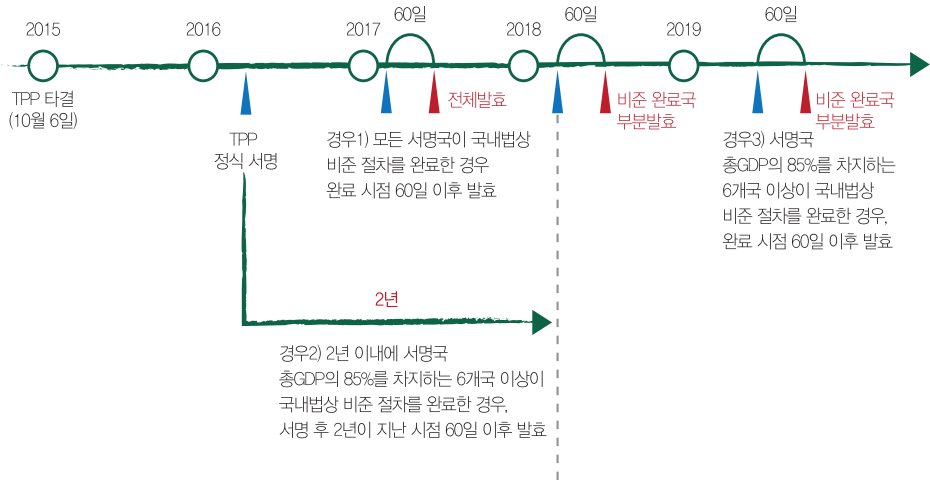 60일
60일
60일
2015
2016
2017
2018
2019
TPP 타결
(10월 6일)
TPP
정식 서명
전체발효
경우1) 모든 서명국이 국내법상
비준 절차를 완료한 경우
완료 시점 60일 이후 발효
비준 완료국
부분발효
비준 완료국
부분발효
경우3) 서명국
총GDP의 85%를 차지하는
6개국 이상이 국내법상
비준 절차를 완료한 경우,
완료 시점 60일 이후 발효
2년
경우2) 2년 이내에 서명국
총GDP의 85%를 차지하는 6개국 이상이
국내법상 비준 절차를 완료한 경우,
서명 후 2년이 지난 시점 60일 이후 발효